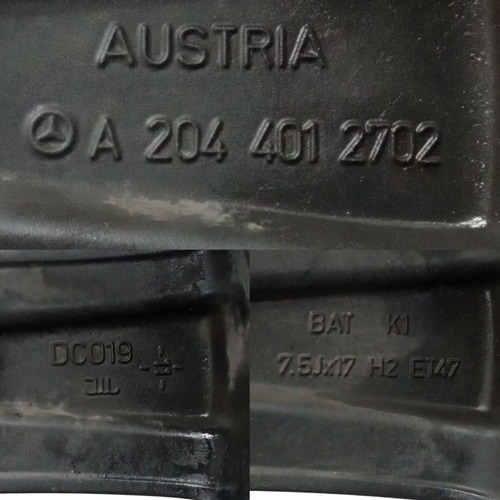 AUSTRIA
A 204 401 2702
DC019
BAT K1
7.5Jx17 H2 ET47